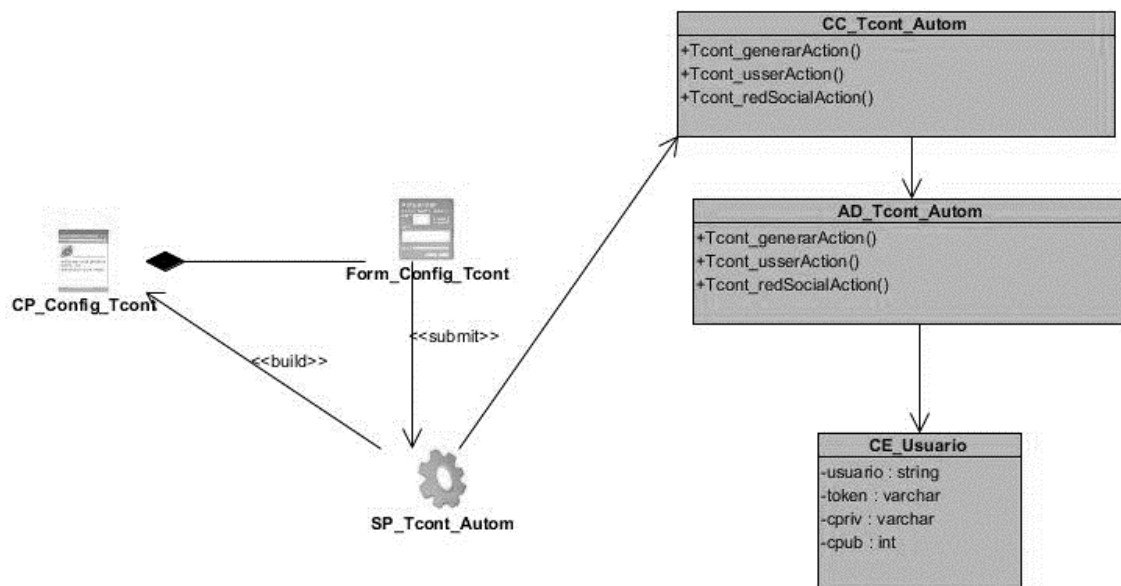 CC_Tcont_Autom
+Tcont_generarAction()
+Tcont_usserAction()
+Tcont_redSocialAction()
AD_Tcont_Autom
+Tcont_generarAction()
+Tcont_usserAction()
+Tcont_redSocialAction()
Form_Config_Tcont
CP_Config_Tcont
<<submit>>
<<build>>
SP_Tcont_Autom
CE_Usuario
-usuario : string
-token : varchar
-cpriv : varchar
-cpub : int